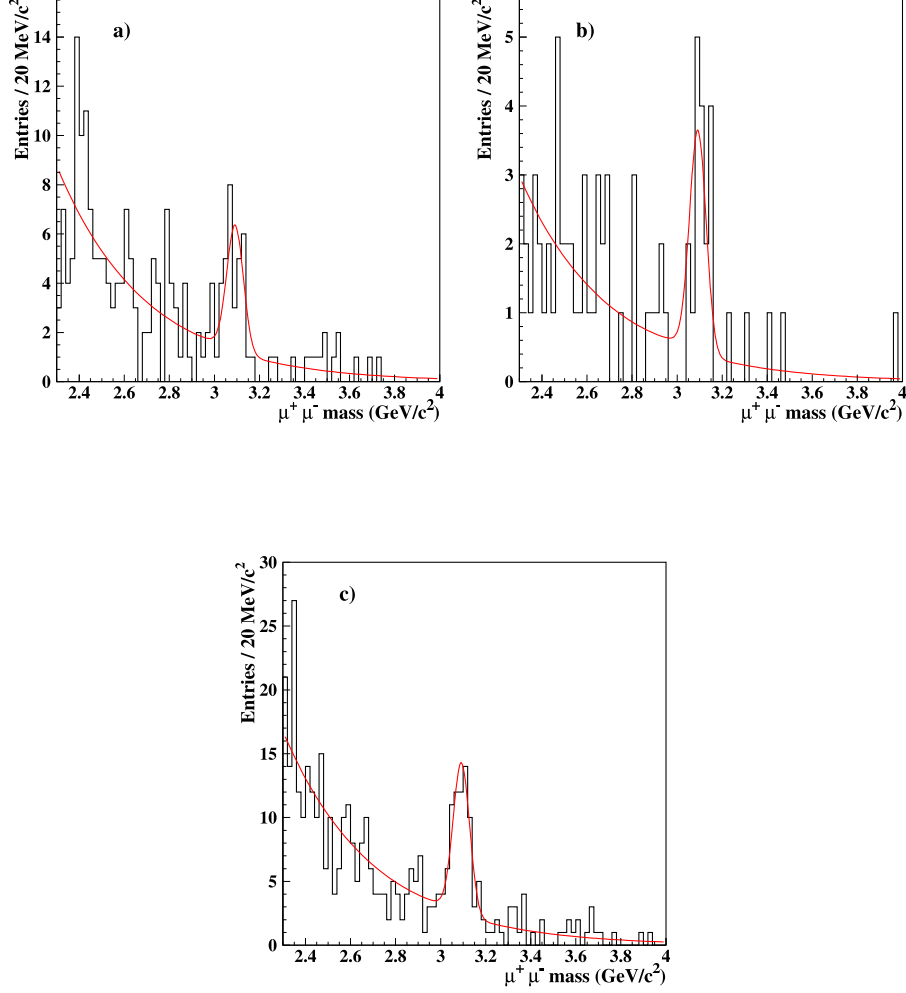 Entries / 20 MeV/c²
a)
14
12
10
8
6
4
2
0
2.4 2.6 2.8 3 3.2 3.4 3.6 3.8 4
μ⁺ μ⁻ mass (GeV/c²)
Entries / 20 MeV/c²
b)
5
4
3
2
1
0
2.4 2.6 2.8 3 3.2 3.4 3.6 3.8 4
μ⁺ μ⁻ mass (GeV/c²)
Entries / 20 MeV/c²
c)
30
25
20
15
10
5
0
2.4 2.6 2.8 3 3.2 3.4 3.6 3.8 4
μ⁺ μ⁻ mass (GeV/c²)